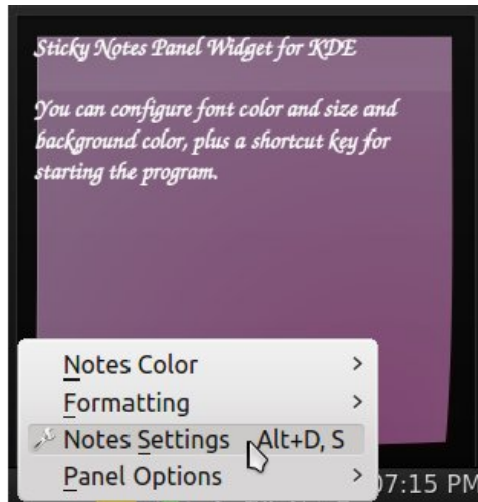 Sticky Notes Panel Widget for KDE
You can configure font color and size and
background color, plus a shortcut key for
starting the program.
Notes Color
Formatting
Notes Settings Alt+D, S
Panel Options
07:15 PM